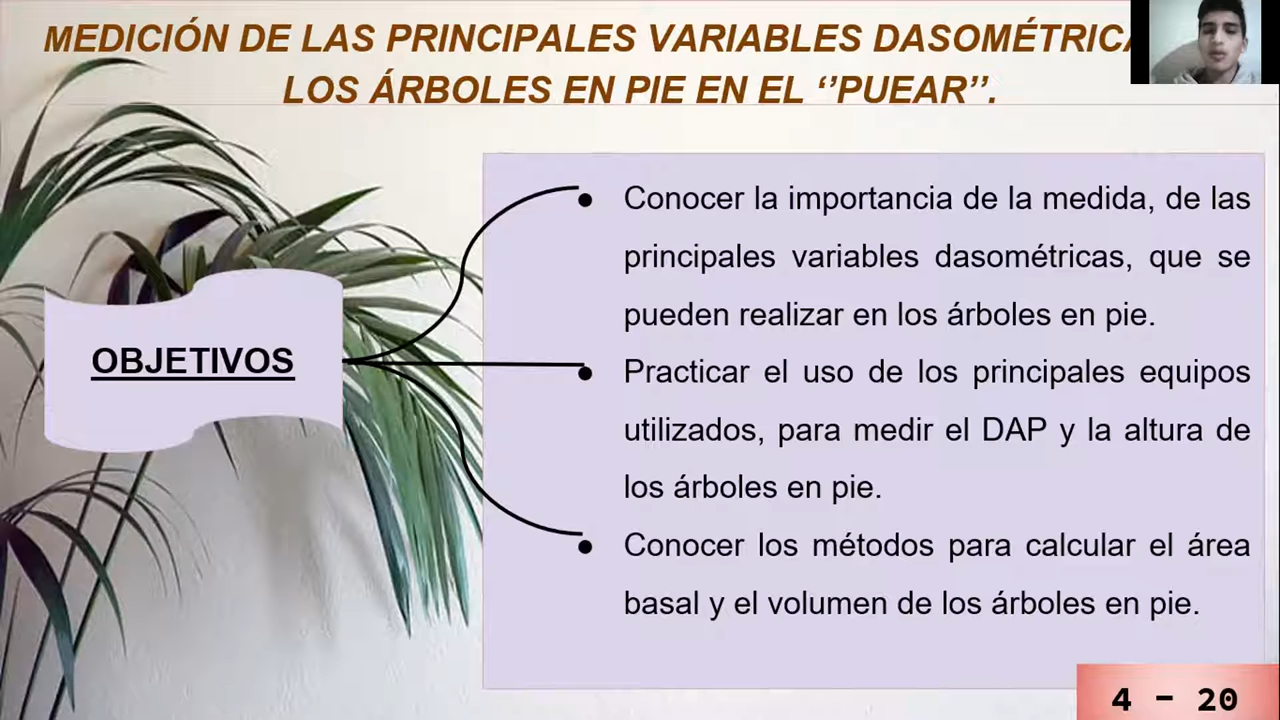 MEDICIÓN DE LAS PRINCIPALES VARIABLES DASOMÉTRICA
LOS ÁRBOLES EN PIE EN EL ‘’PUEAR’’.
OBJETIVOS
● Conocer la importancia de la medida, de las
principales variables dasométricas, que se
pueden realizar en los árboles en pie.
● Practicar el uso de los principales equipos
utilizados, para medir el DAP y la altura de
los árboles en pie.
● Conocer los métodos para calcular el área
basal y el volumen de los árboles en pie.
4 - 20